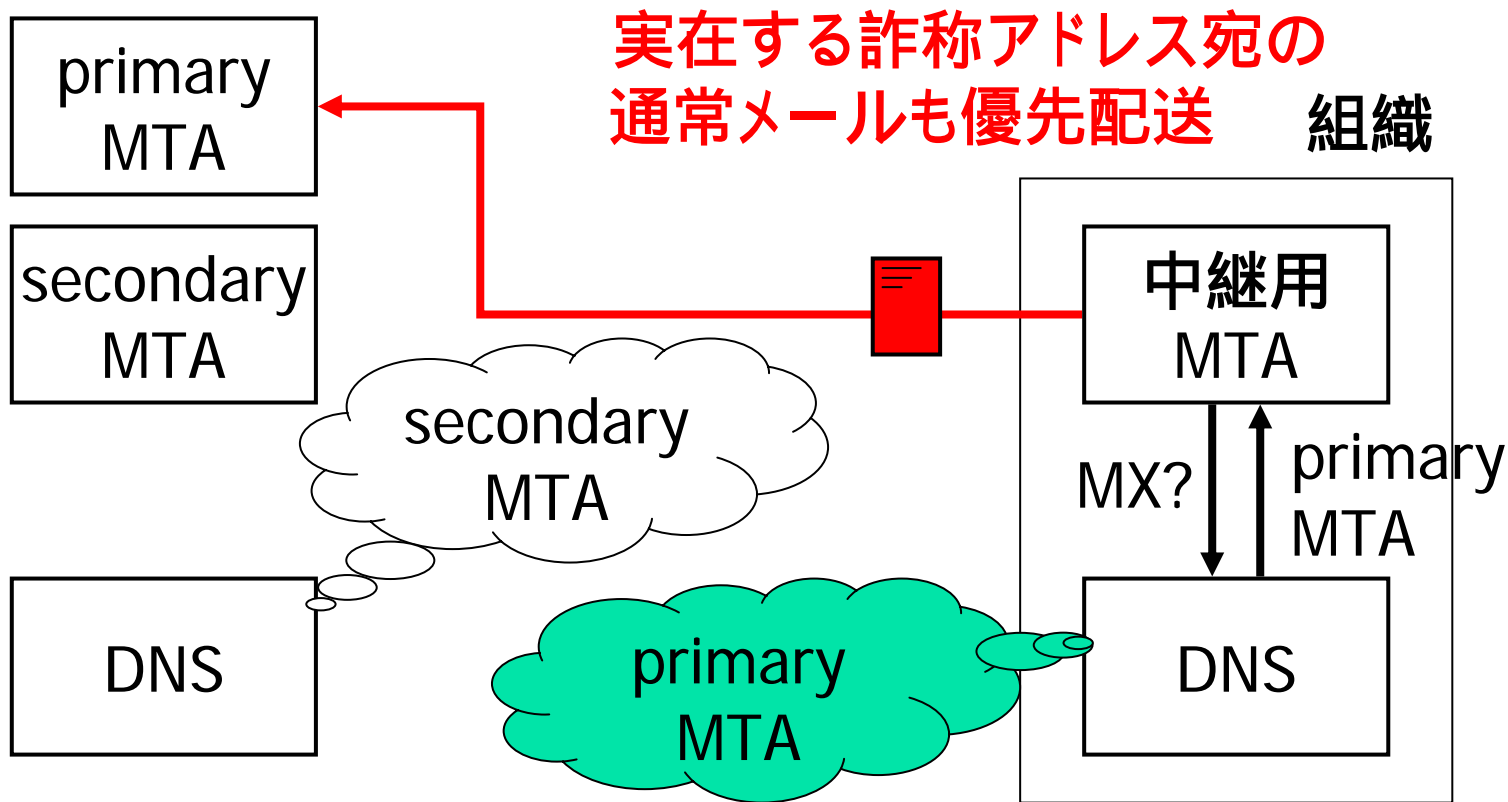 実在する詐称アドレス宛の
通常メールも優先配送
組織
primary
MTA
secondary
MTA
中継用
MTA
secondary
MTA
MX?
primary
MTA
DNS
primary
MTA
DNS